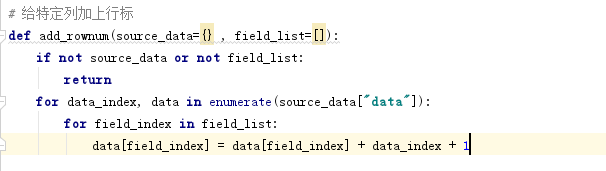 # 给特定列加上行标
def add_rownum(source_data={} , field_list=[]):
    if not source_data or not field_list:
        return
    for data_index, data in enumerate(source_data["data"]):
        for field_index in field_list:
            data[field_index] = data[field_index] + data_index + 1